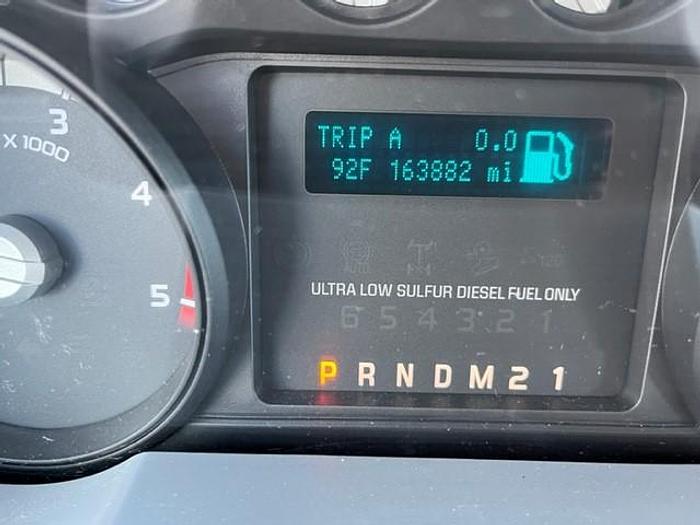 3
X 1000
4
5
TRIP A 0.0
92F 163882 mi
ULTRA LOW SULFUR DIESEL FUEL ONLY
6 5 4 3 2 1
P R N D M 2 1